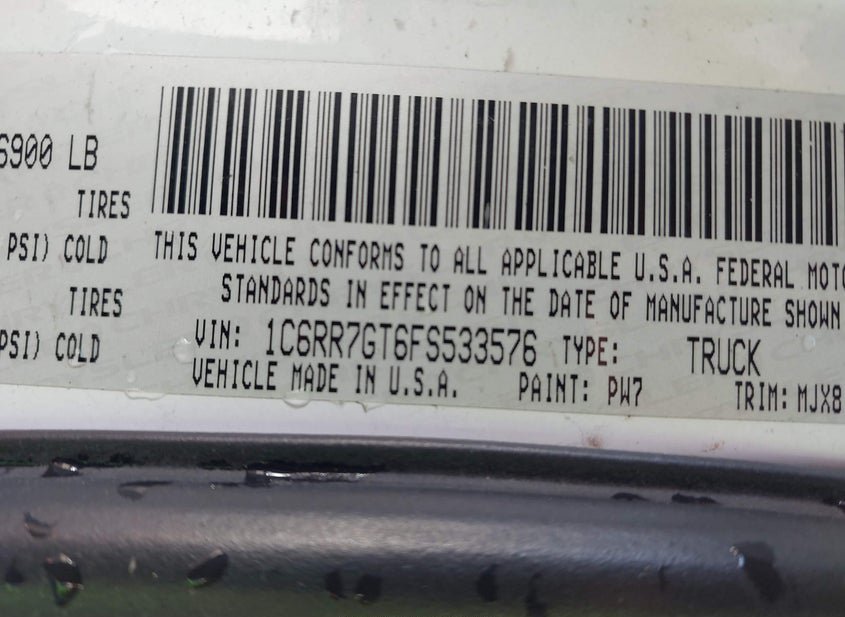 6900 LB
TIRES
PSI) COLD
TIRES
PSI) COLD
THIS VEHICLE CONFORMS TO ALL APPLICABLE U.S.A. FEDERAL MOTO
STANDARDS IN EFFECT ON THE DATE OF MANUFACTURE SHOWN
VIN: 1C6RR7GT6FS533576 TYPE: TRUCK
VEHICLE MADE IN U.S.A. PAINT: PW7 TRIM: MJX8